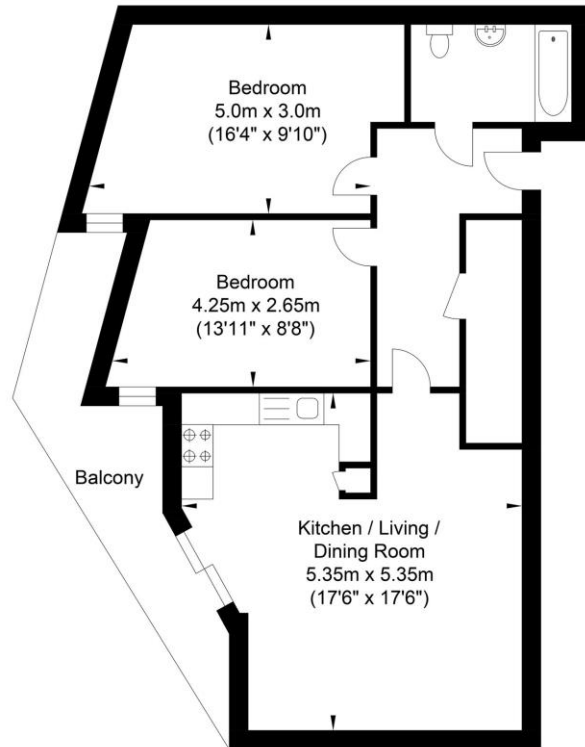 Bedroom
5.0m x 3.0m
(16'4" x 9'10")
Bedroom
4.25m x 2.65m
(13'11" x 8'8")
Balcony
Kitchen / Living /
Dining Room
5.35m x 5.35m
(17'6" x 17'6")